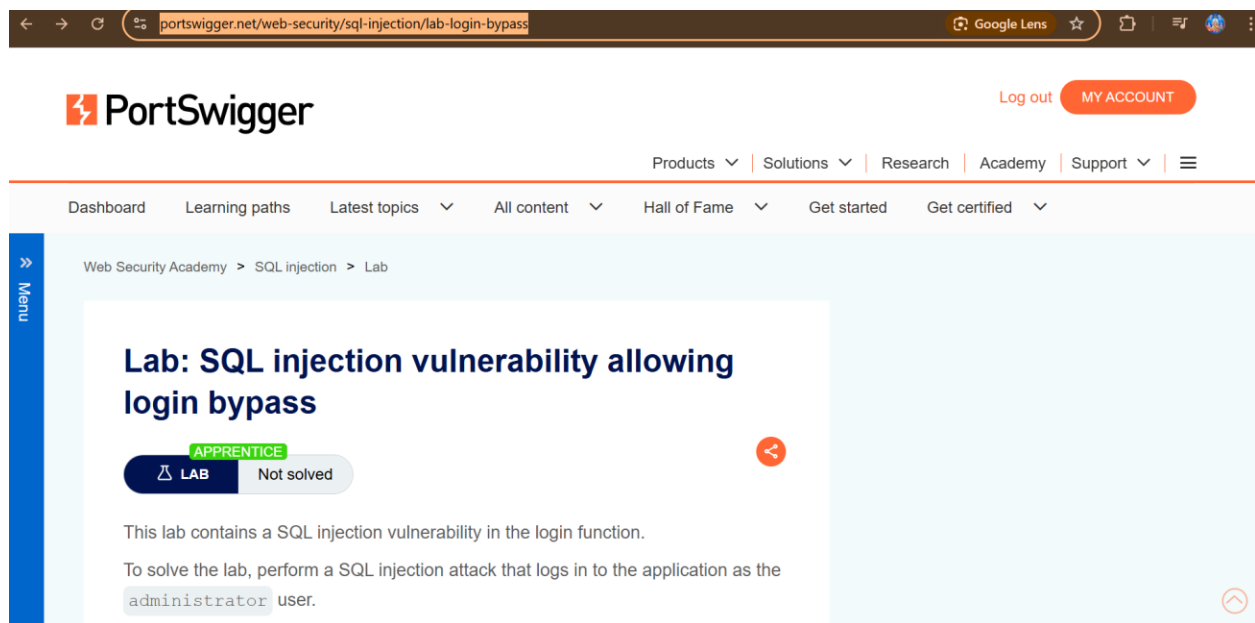 portswigger.net/web-security/sql-injection/lab-login-bypass
Google Lens
PortSwigger
Log out
MY ACCOUNT
Products
Solutions
Research
Academy
Support
Dashboard
Learning paths
Latest topics
All content
Hall of Fame
Get started
Get certified
Menu
Web Security Academy > SQL injection > Lab
Lab: SQL injection vulnerability allowing
login bypass
APPRENTICE
LAB
Not solved
This lab contains a SQL injection vulnerability in the login function.
To solve the lab, perform a SQL injection attack that logs in to the application as the
administrator user.